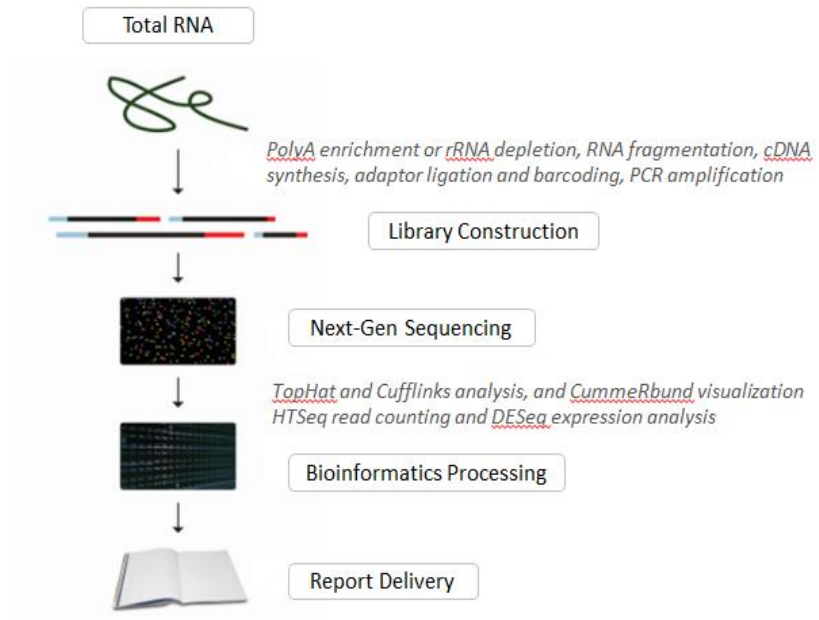 Total RNA
PolyA enrichment or rRNA depletion, RNA fragmentation, cDNA
synthesis, adaptor ligation and barcoding, PCR amplification
Library Construction
Next-Gen Sequencing
TopHat and Cufflinks analysis, and CummeRbund visualization
HTSeq read counting and DESeq expression analysis
Bioinformatics Processing
Report Delivery